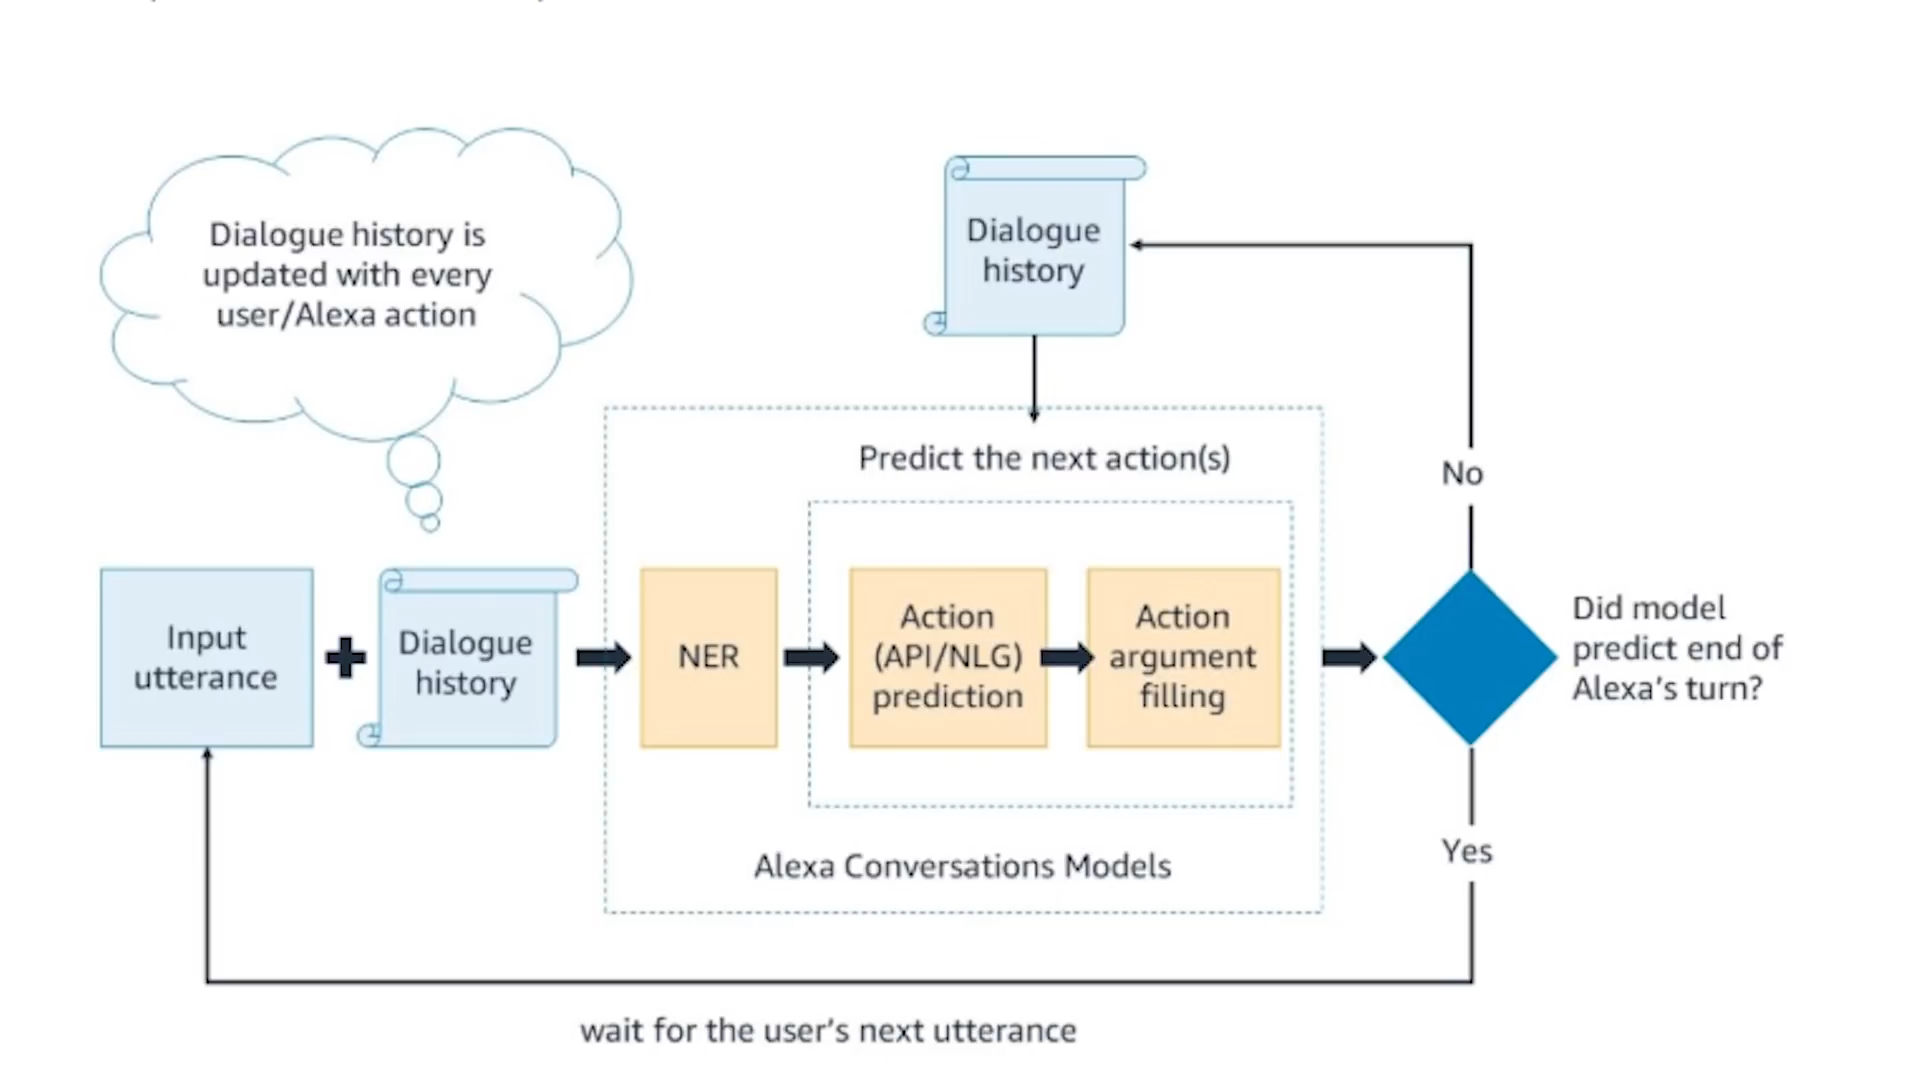 Dialogue history is
updated with every
user/Alexa action
Dialogue
history
Predict the next action(s)
No
Input
utterance
Dialogue
history
NER
Action
(API/NLG)
prediction
Action
argument
filling
Did model
predict end of
Alexa's turn?
Alexa Conversations Models
Yes
wait for the user's next utterance